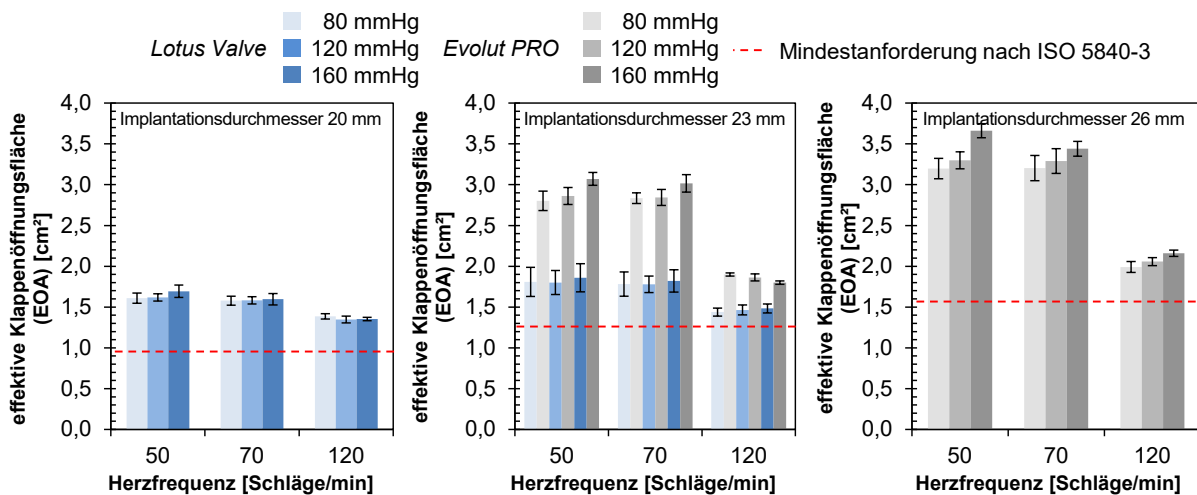 80 mmHg
Lotus Valve 120 mmHg
160 mmHg
80 mmHg
Evolut PRO 120 mmHg
160 mmHg
Mindestanforderung nach ISO 5840-3
effektive Klappenöffnungsfläche
(EOA) [cm²]
4,0
3,5
3,0
2,5
2,0
1,5
1,0
0,5
0,0
Implantationsdurchmesser 20 mm
50 70 120
Herzfrequenz [Schläge/min]
effektive Klappenöffnungsfläche
(EOA) [cm²]
4,0
3,5
3,0
2,5
2,0
1,5
1,0
0,5
0,0
Implantationsdurchmesser 23 mm
50 70 120
Herzfrequenz [Schläge/min]
effektive Klappenöffnungsfläche
(EOA) [cm²]
4,0
3,5
3,0
2,5
2,0
1,5
1,0
0,5
0,0
Implantationsdurchmesser 26 mm
50 70 120
Herzfrequenz [Schläge/min]